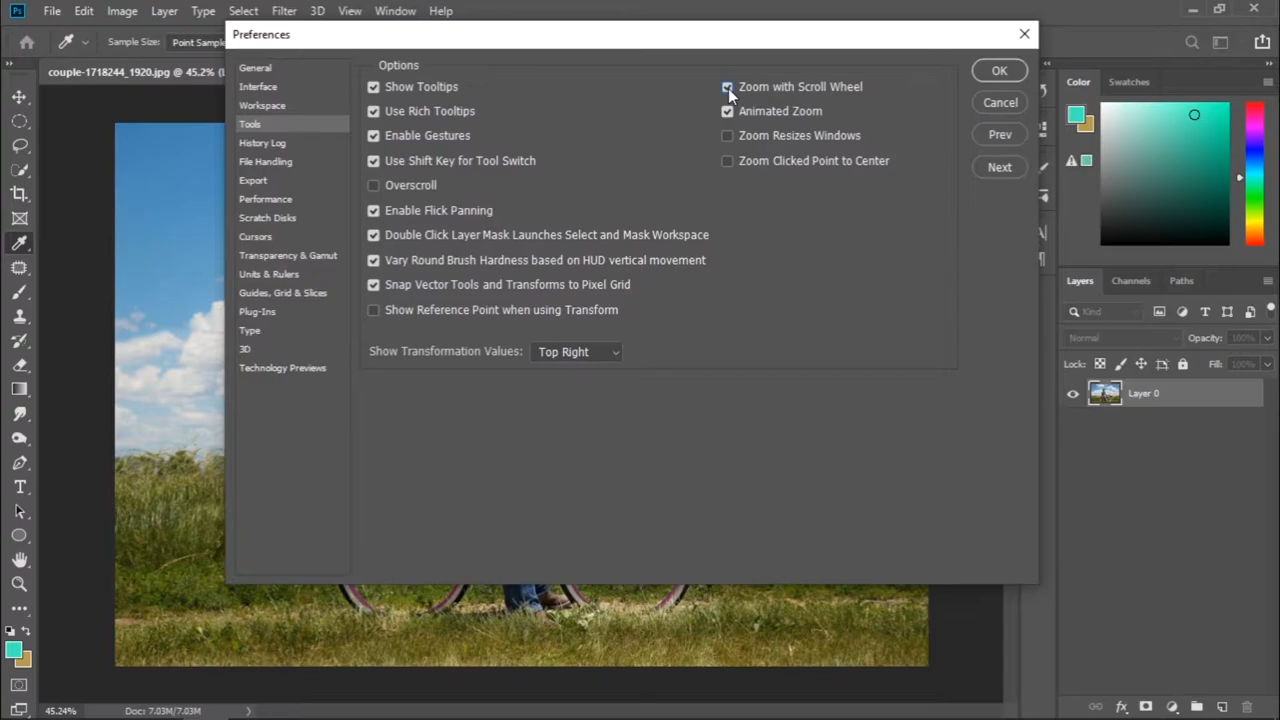 Ps File Edit Image Layer Type Select Filter 3D View Window Help
Preferences
Sample Size: Point Sampl
couple-1718244_1920.jpg @ 45.2% (L
General
Interface
Workspace
Tools
History Log
File Handling
Export
Performance
Scratch Disks
Cursors
Transparency & Gamut
Units & Rulers
Guides, Grid & Slices
Plug-Ins
Type
3D
Technology Previews
Options
Show Tooltips
Use Rich Tooltips
Enable Gestures
Use Shift Key for Tool Switch
Overscroll
Enable Flick Panning
Double Click Layer Mask Launches Select and Mask Workspace
Vary Round Brush Hardness based on HUD vertical movement
Snap Vector Tools and Transforms to Pixel Grid
Show Reference Point when using Transform
Show Transformation Values: Top Right
Zoom with Scroll Wheel
Animated Zoom
Zoom Resizes Windows
Zoom Clicked Point to Center
OK
Cancel
Prev
Next
Color Swatches
Layers Channels Paths
Kind
Normal Opacity: 100%
Lock: Fill: 100%
Layer 0
45.24% Doc: 7.03M/7.03M